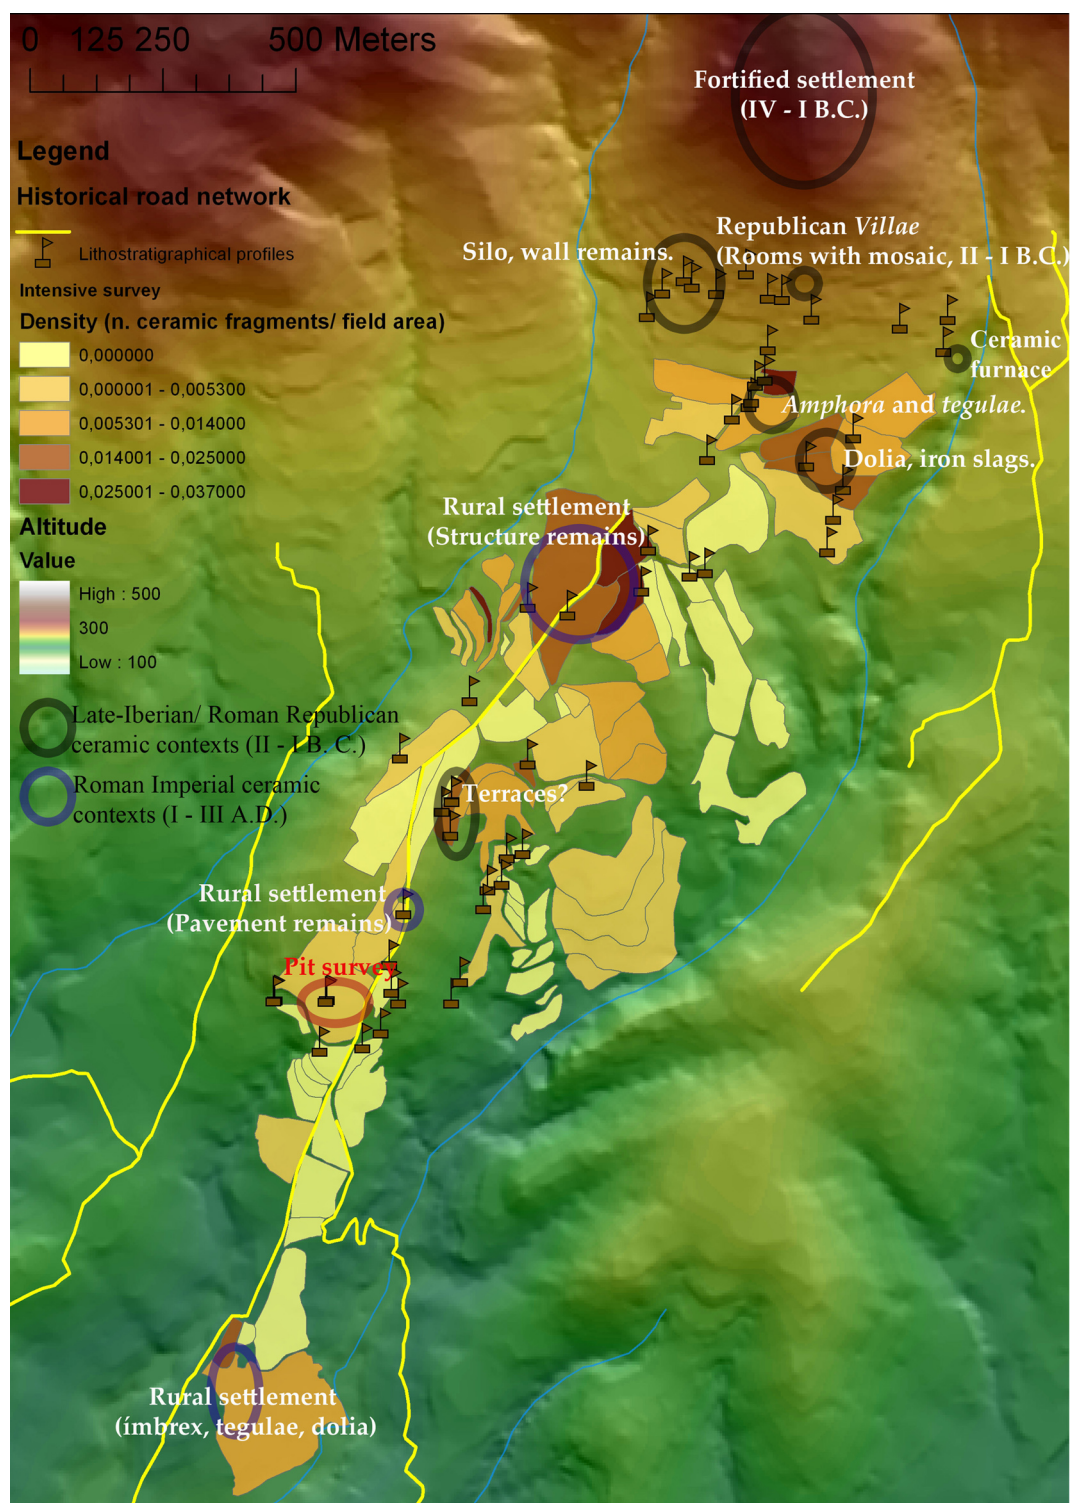 0 125 250 500 Meters
Fortified settlement
(IV - I B.C.)
Legend
Historical road network
Lithostratigraphical profiles
Intensive survey
Density (n. ceramic fragments/ field area)
0,000000
0,000001 - 0,005300
0,005301 - 0,014000
0,014001 - 0,025000
0,025001 - 0,037000
Altitude
Value
High : 500
300
Low : 100
Late-Iberian/ Roman Republican
ceramic contexts (II - I B. C.)
Roman Imperial ceramic
contexts (I - III A.D.)
Silo, wall remains.
Republican Villae
(Rooms with mosaic, II - I B.C.)
Ceramic
furnace
Amphora and tegulae.
Dolia, iron slags.
Rural settlement
(Structure remains)
Terraces?
Rural settlement
(Pavement remains)
Pit survey
Rural settlement
(ímbrex, tegulae, dolia)